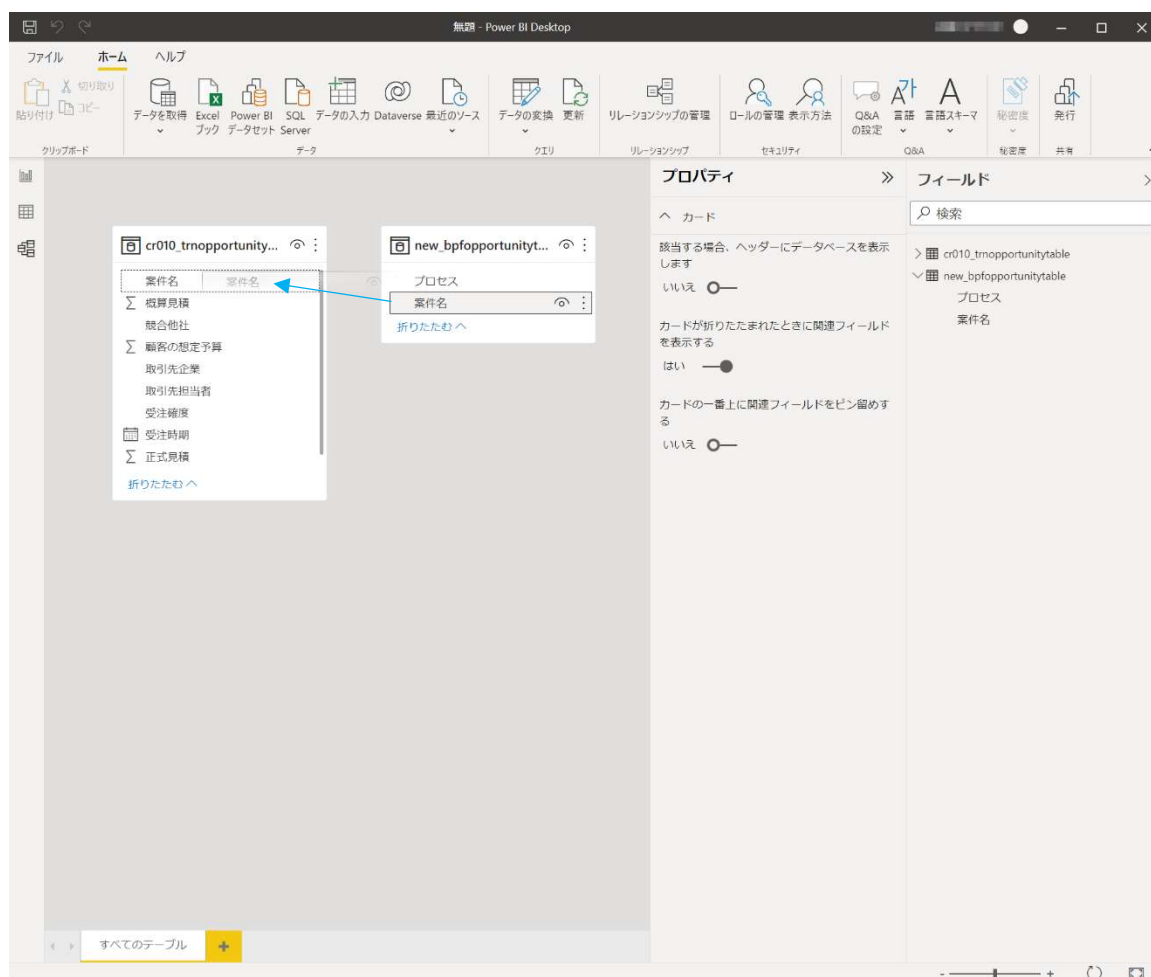 無題 - Power BI Desktop
ファイル
ホーム
ヘルプ
貼り付け
切り取り
コピー
クリップボード
データを取得
Excel
ブック
Power BI
データセット
SQL
Server
データの入力
Dataverse
最近のソース
データ
データの変換
更新
クエリ
リレーションシップの管理
リレーションシップ
ロールの管理
表示方法
セキュリティ
Q&A
の設定
言語
言語スキーマ
Q&A
秘密度
秘密度
発行
共有
cr010_trnopportunity...
案件名
案件名
概算見積
競合他社
顧客の想定予算
取引先企業
取引先担当者
受注確度
受注時期
正式見積
折りたたむ
new_bpfopportunityt...
プロセス
案件名
折りたたむ
プロパティ
カード
該当する場合、ヘッダーにデータベースを表示
します
いいえ
カードが折りたたまれたときに関連フィールド
を表示する
はい
カードの一番上に関連フィールドをピン留めす
る
いいえ
フィールド
検索
cr010_trnopportunitytable
new_bpfopportunitytable
プロセス
案件名
すべてのテーブル